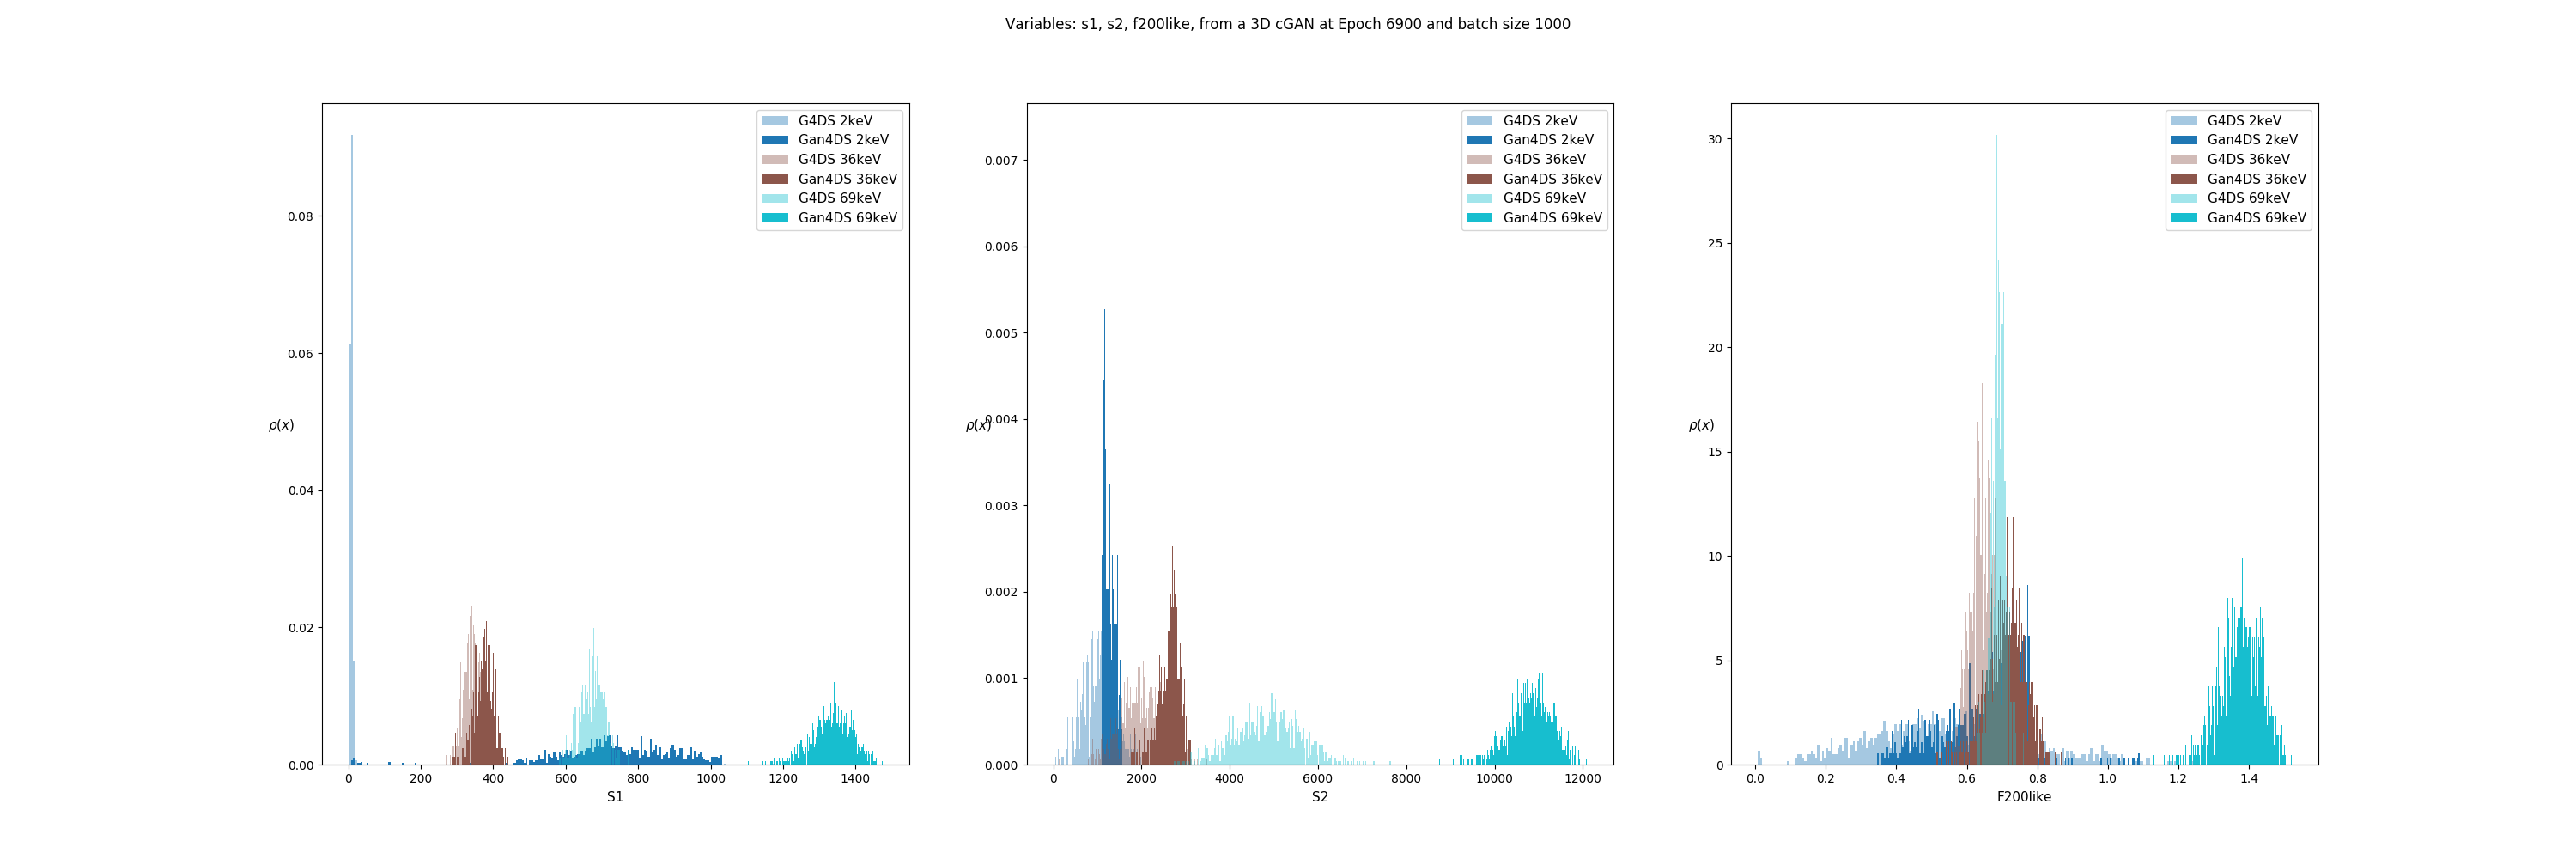 Variables: s1, s2, f200like, from a 3D cGAN at Epoch 6900 and batch size 1000
G4DS 2keV
Gan4DS 2keV
G4DS 36keV
Gan4DS 36keV
G4DS 69keV
Gan4DS 69keV
0.08
0.06
0.04
0.02
0.00
ρ(x)
0 200 400 600 800 1000 1200 1400
S1
G4DS 2keV
Gan4DS 2keV
G4DS 36keV
Gan4DS 36keV
G4DS 69keV
Gan4DS 69keV
0.007
0.006
0.005
0.004
0.003
0.002
0.001
0.000
ρ(x)
0 2000 4000 6000 8000 10000 12000
S2
G4DS 2keV
Gan4DS 2keV
G4DS 36keV
Gan4DS 36keV
G4DS 69keV
Gan4DS 69keV
30
25
20
15
10
5
0
ρ(x)
0.0 0.2 0.4 0.6 0.8 1.0 1.2 1.4
F200like